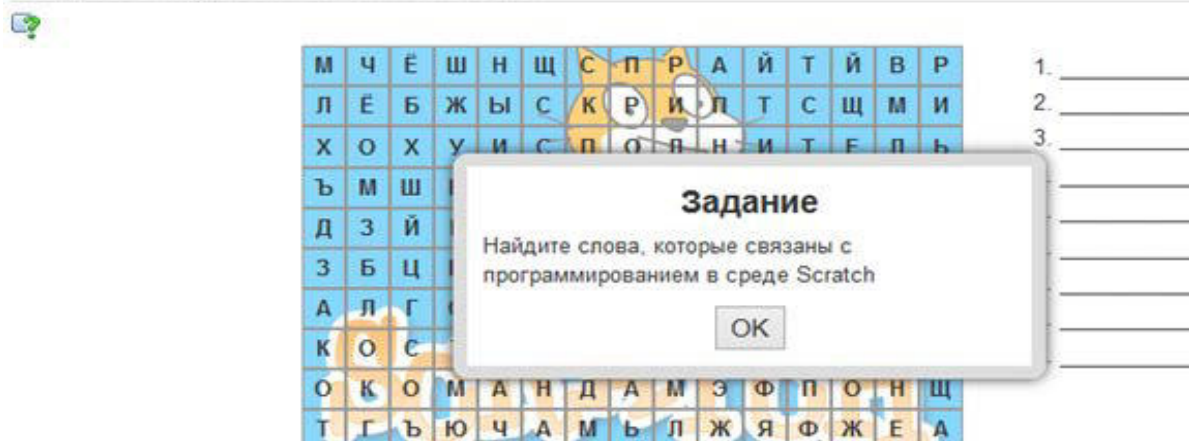 М Ч Ё Ш Н Щ С П Р А Й Т Й В Р
1.
Л Ё Б Ж Ы С К Р И П Т С Щ М И
2.
Х О Х У И С П О Л Н И Т Е Л Ь
3.
Ъ М Ш
Задание
Д З Й
Найдите слова, которые связаны с
З Б Ц
программированием в среде Scratch
А Л Г
OK
К О С
О К О М А Н Д А М Э Ф П О Н Щ
Т Г Ъ Ю Ч А М Ь Л Ж Я Ф Ж Е А